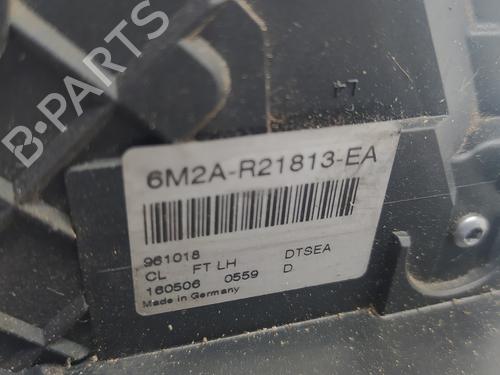 B-PARTS
6M2A-R21813-EA
961018
CL FT LH DTSEA
160506 0559 D
Made in Germany